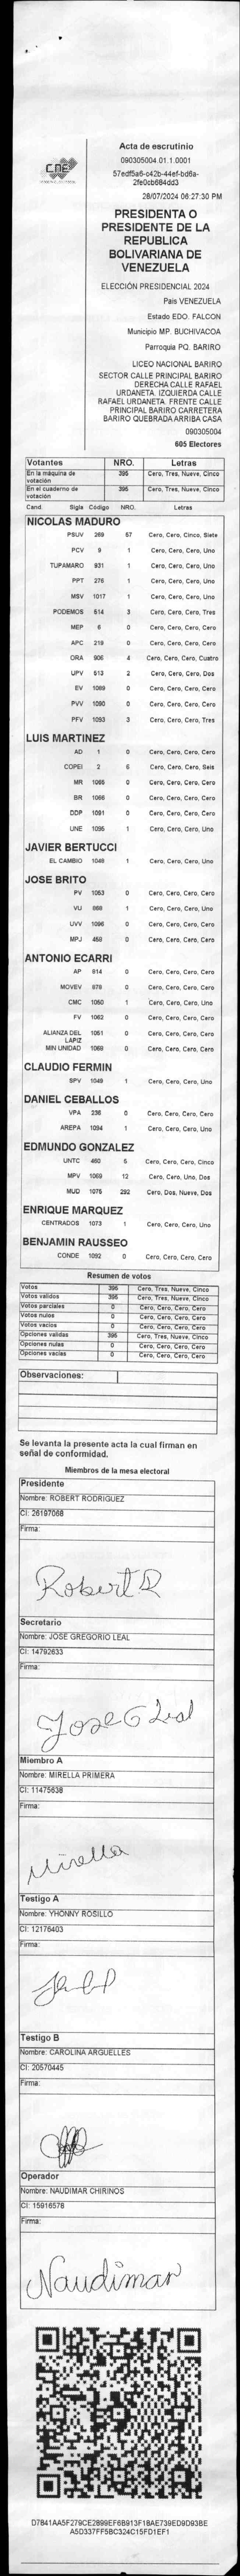 CNE
Acta de escrutinio
090305004.01.1.0001
57edf5a6-c42b-44ef-bd6a-
2fe0cb684dd3
28/07/2024 06:27:30 PM
PRESIDENTA O
PRESIDENTE DE LA
REPUBLICA
BOLIVARIANA DE
VENEZUELA
ELECCIÓN PRESIDENCIAL 2024
País VENEZUELA
Estado EDO. FALCON
Municipio MP. BUCHIVACOA
Parroquia PQ. BARIRO
LICEO NACIONAL BARIRO
SECTOR CALLE PRINCIPAL BARIRO
DERECHA CALLE RAFAEL
URDANETA. IZQUIERDA CALLE
RAFAEL URDANETA. FRENTE CALLE
PRINCIPAL BARIRO CARRETERA
BARIRO QUEBRADA ARRIBA CASA
090305004
605 Electores
Votantes NRO. Letras
En la máquina de votación 395 Cero, Tres, Nueve, Cinco
En el cuaderno de votación 395 Cero, Tres, Nueve, Cinco
Cand. Sigla Código NRO. Letras
NICOLAS MADURO
PSUV 269 57 Cero, Cero, Cinco, Siete
PCV 9 1 Cero, Cero, Cero, Uno
TUPAMARO 931 1 Cero, Cero, Cero, Uno
PPT 276 1 Cero, Cero, Cero, Uno
MSV 1017 1 Cero, Cero, Cero, Uno
PODEMOS 514 3 Cero, Cero, Cero, Tres
MEP 6 0 Cero, Cero, Cero, Cero
APC 219 0 Cero, Cero, Cero, Cero
ORA 906 4 Cero, Cero, Cero, Cuatro
UPV 613 2 Cero, Cero, Cero, Dos
EV 1089 0 Cero, Cero, Cero, Cero
PVV 1090 0 Cero, Cero, Cero, Cero
PFV 1093 3 Cero, Cero, Cero, Tres
LUIS MARTINEZ
AD 1 0 Cero, Cero, Cero, Cero
COPEI 2 6 Cero, Cero, Cero, Seis
MR 1065 0 Cero, Cero, Cero, Cero
BR 1066 0 Cero, Cero, Cero, Cero
DDP 1091 0 Cero, Cero, Cero, Cero
UNE 1095 1 Cero, Cero, Cero, Uno
JAVIER BERTUCCI
EL CAMBIO 1048 1 Cero, Cero, Cero, Uno
JOSE BRITO
PV 1053 0 Cero, Cero, Cero, Cero
VU 868 1 Cero, Cero, Cero, Uno
UVV 1096 0 Cero, Cero, Cero, Cero
MPJ 459 0 Cero, Cero, Cero, Cero
ANTONIO ECARRI
AP 814 0 Cero, Cero, Cero, Cero
MOVEV 879 0 Cero, Cero, Cero, Cero
CMC 1050 1 Cero, Cero, Cero, Uno
FV 1062 0 Cero, Cero, Cero, Cero
ALIANZA DEL LAPIZ 1051 0 Cero, Cero, Cero, Cero
MIN UNIDAD 1068 0 Cero, Cero, Cero, Cero
CLAUDIO FERMIN
SPV 1049 1 Cero, Cero, Cero, Uno
DANIEL CEBALLOS
VPA 236 0 Cero, Cero, Cero, Cero
AREPA 1094 1 Cero, Cero, Cero, Uno
EDMUNDO GONZALEZ
UNTC 460 5 Cero, Cero, Cero, Cinco
MPV 1069 12 Cero, Cero, Uno, Dos
MUD 1075 292 Cero, Dos, Nueve, Dos
ENRIQUE MARQUEZ
CENTRADOS 1073 1 Cero, Cero, Cero, Uno
BENJAMIN RAUSSEO
CONDE 1092 0 Cero, Cero, Cero, Cero
Resumen de votos
Votos 395 Cero, Tres, Nueve, Cinco
Votos validos 395 Cero, Tres, Nueve, Cinco
Votos parciales 0 Cero, Cero, Cero, Cero
Votos nulos 0 Cero, Cero, Cero, Cero
Votos vacios 0 Cero, Cero, Cero, Cero
Opciones validas 395 Cero, Tres, Nueve, Cinco
Opciones nulas 0 Cero, Cero, Cero, Cero
Opciones vacias 0 Cero, Cero, Cero, Cero
Observaciones:
Se levanta la presente acta la cual firman en
señal de conformidad.
Miembros de la mesa electoral
Presidente
Nombre: ROBERT RODRIGUEZ
CI: 26197068
Firma:
Robert R
Secretario
Nombre: JOSE GREGORIO LEAL
CI: 14792633
Firma:
Jose G Leal
Miembro A
Nombre: MIRELLA PRIMERA
CI: 11475638
Firma:
Mirella
Testigo A
Nombre: YHONNY ROSILLO
CI: 12176403
Firma:
Testigo B
Nombre: CAROLINA ARGUELLES
CI: 20570445
Firma:
Operador
Nombre: NAUDIMAR CHIRINOS
CI: 15916578
Firma:
Naudimar
D7841AA5F279CE2899EF6B913F18AE739ED9D93BE
A5D337FF5BC324C15FD1EF1